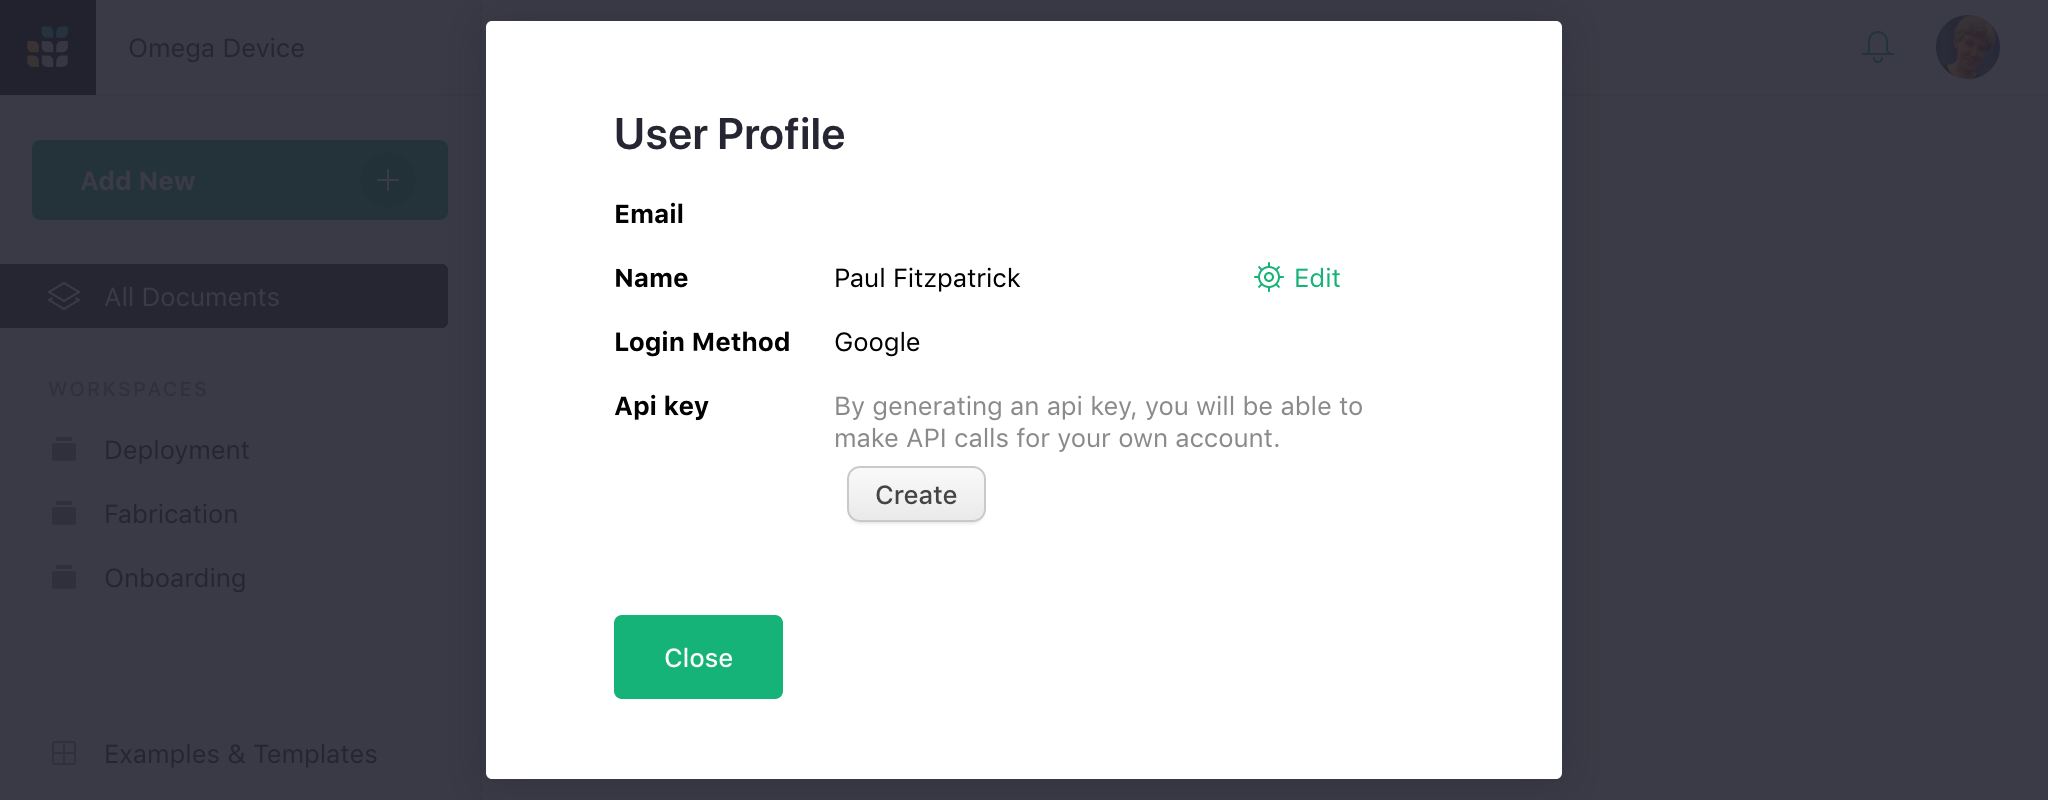 Omega Device
Add New
All Documents
WORKSPACES
Deployment
Fabrication
Onboarding
Examples & Templates
User Profile
Email
Name Paul Fitzpatrick Edit
Login Method Google
Api key By generating an api key, you will be able to
make API calls for your own account.
Create
Close